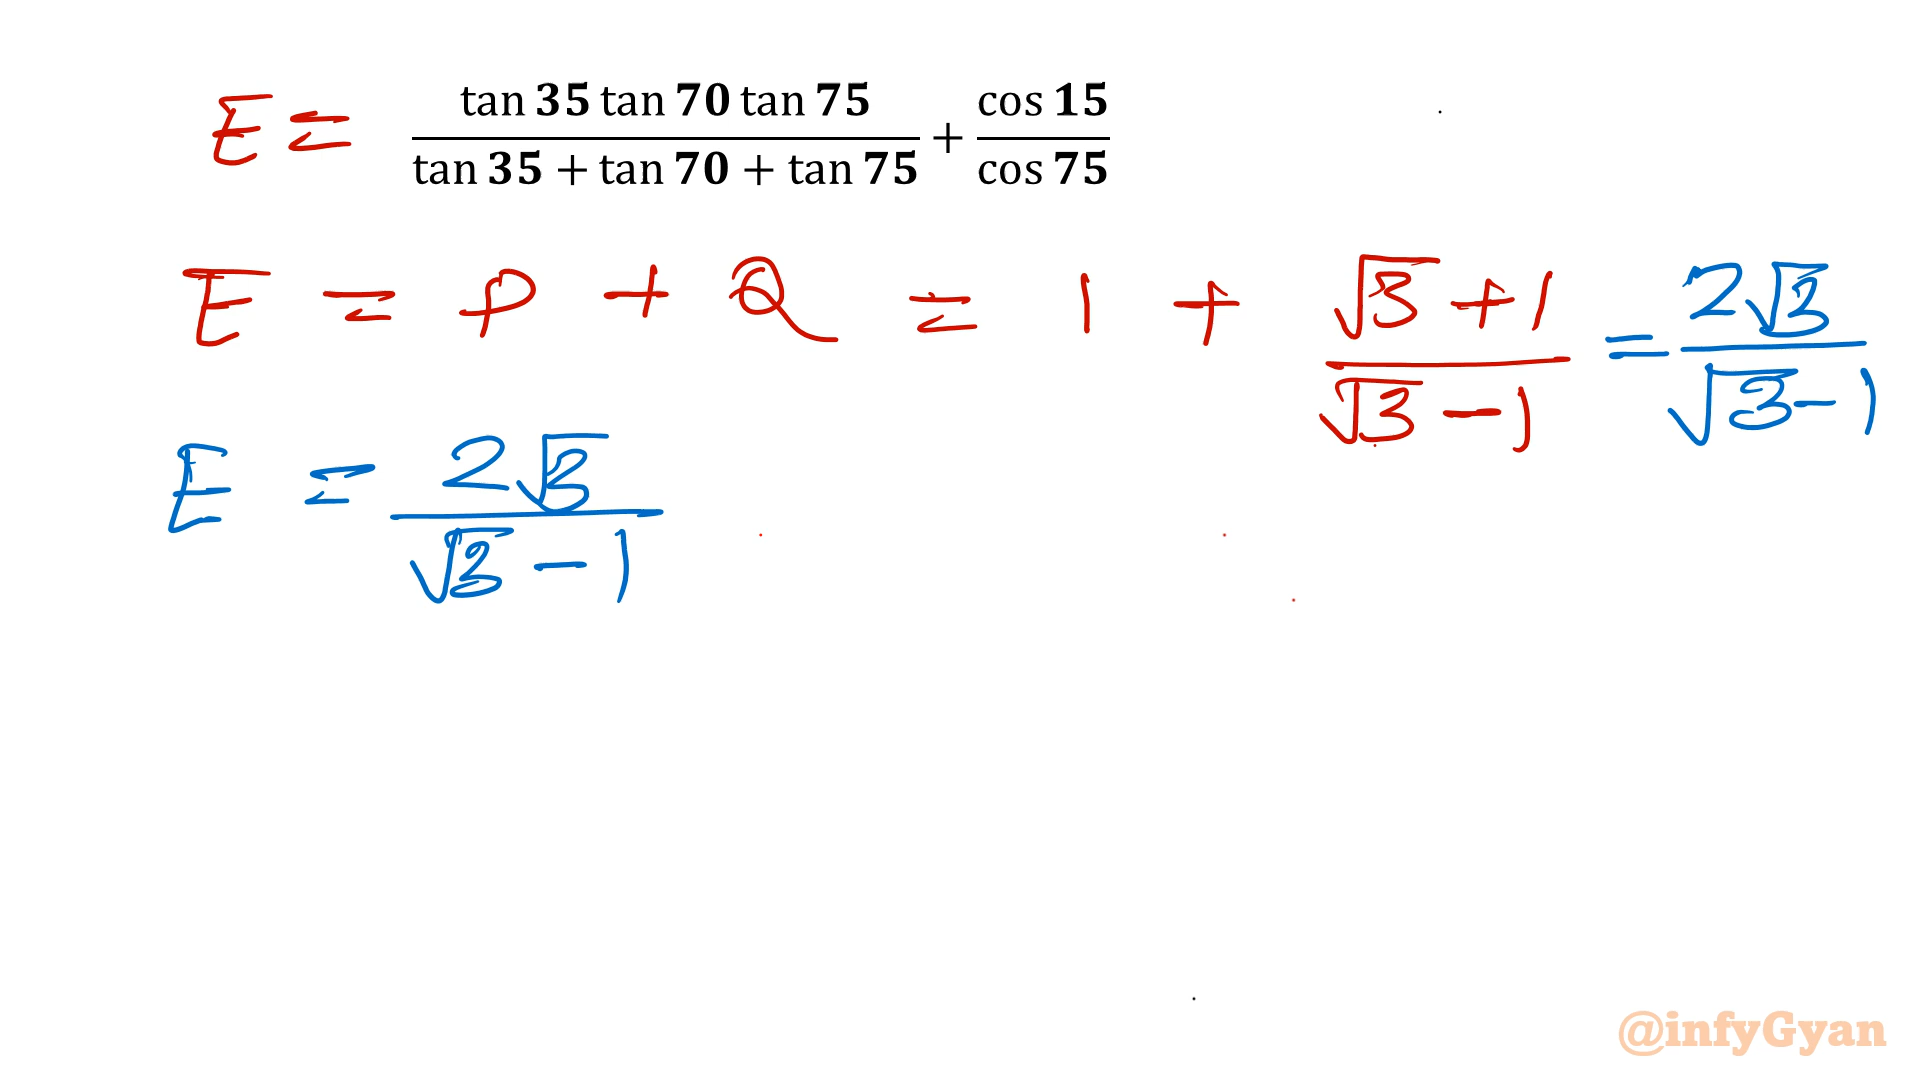 E = (tan 35 tan 70 tan 75)/(tan 35 + tan 70 + tan 75) + (cos 15)/(cos 75)
E = P + Q = 1 + (√3 + 1)/(√3 − 1) = (2√3)/(√3 − 1)
E = (2√3)/(√3 − 1)
@infyGyan